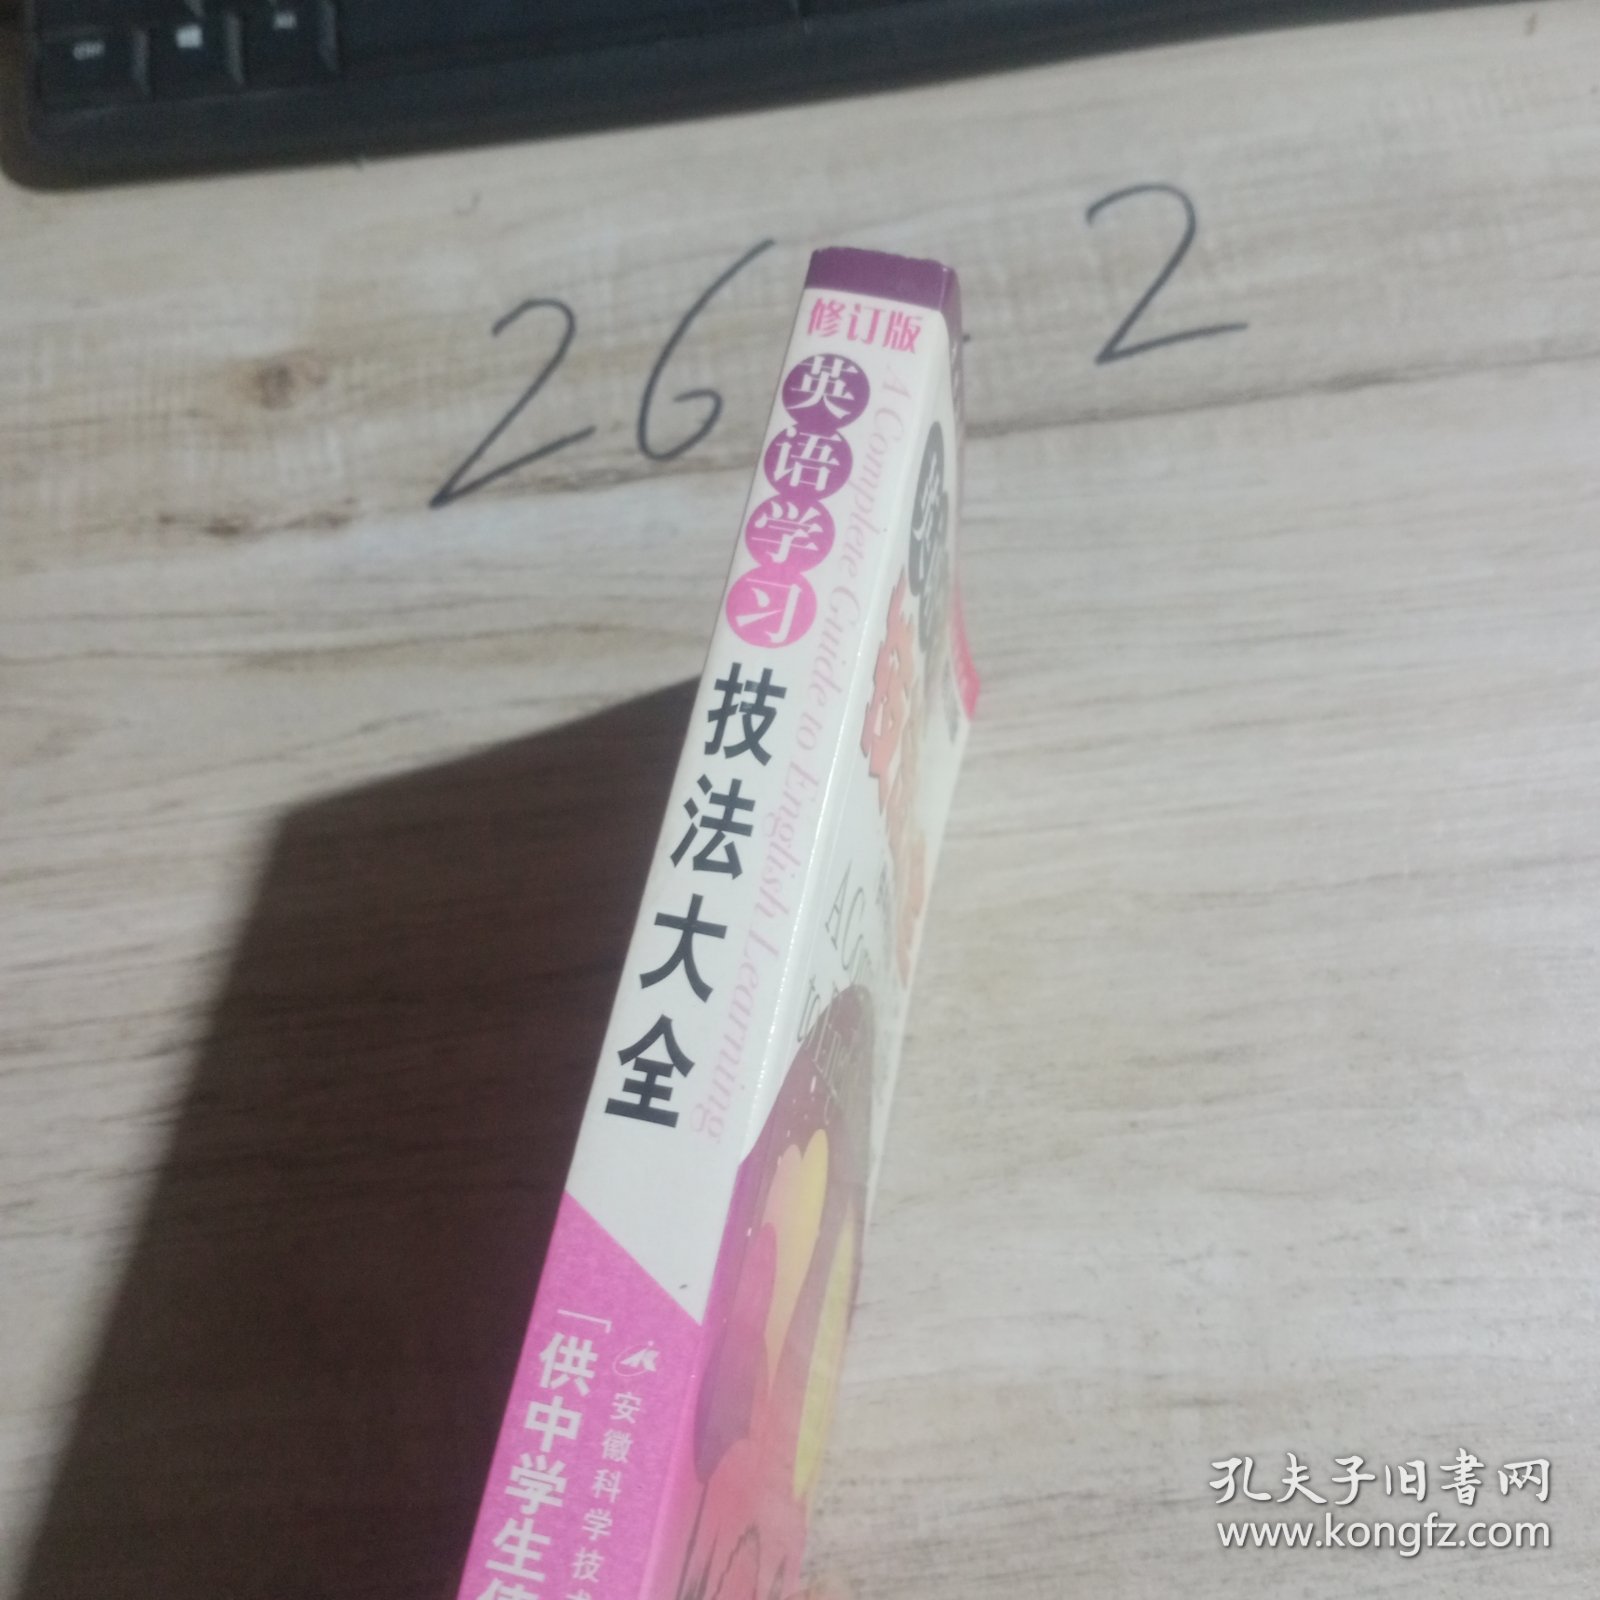 26-2
修订版
英语学习
技法大全
A Complete Guide to English Learning
「供中学生使
安徽科学技术
孔夫子旧书网
www.kongfz.com